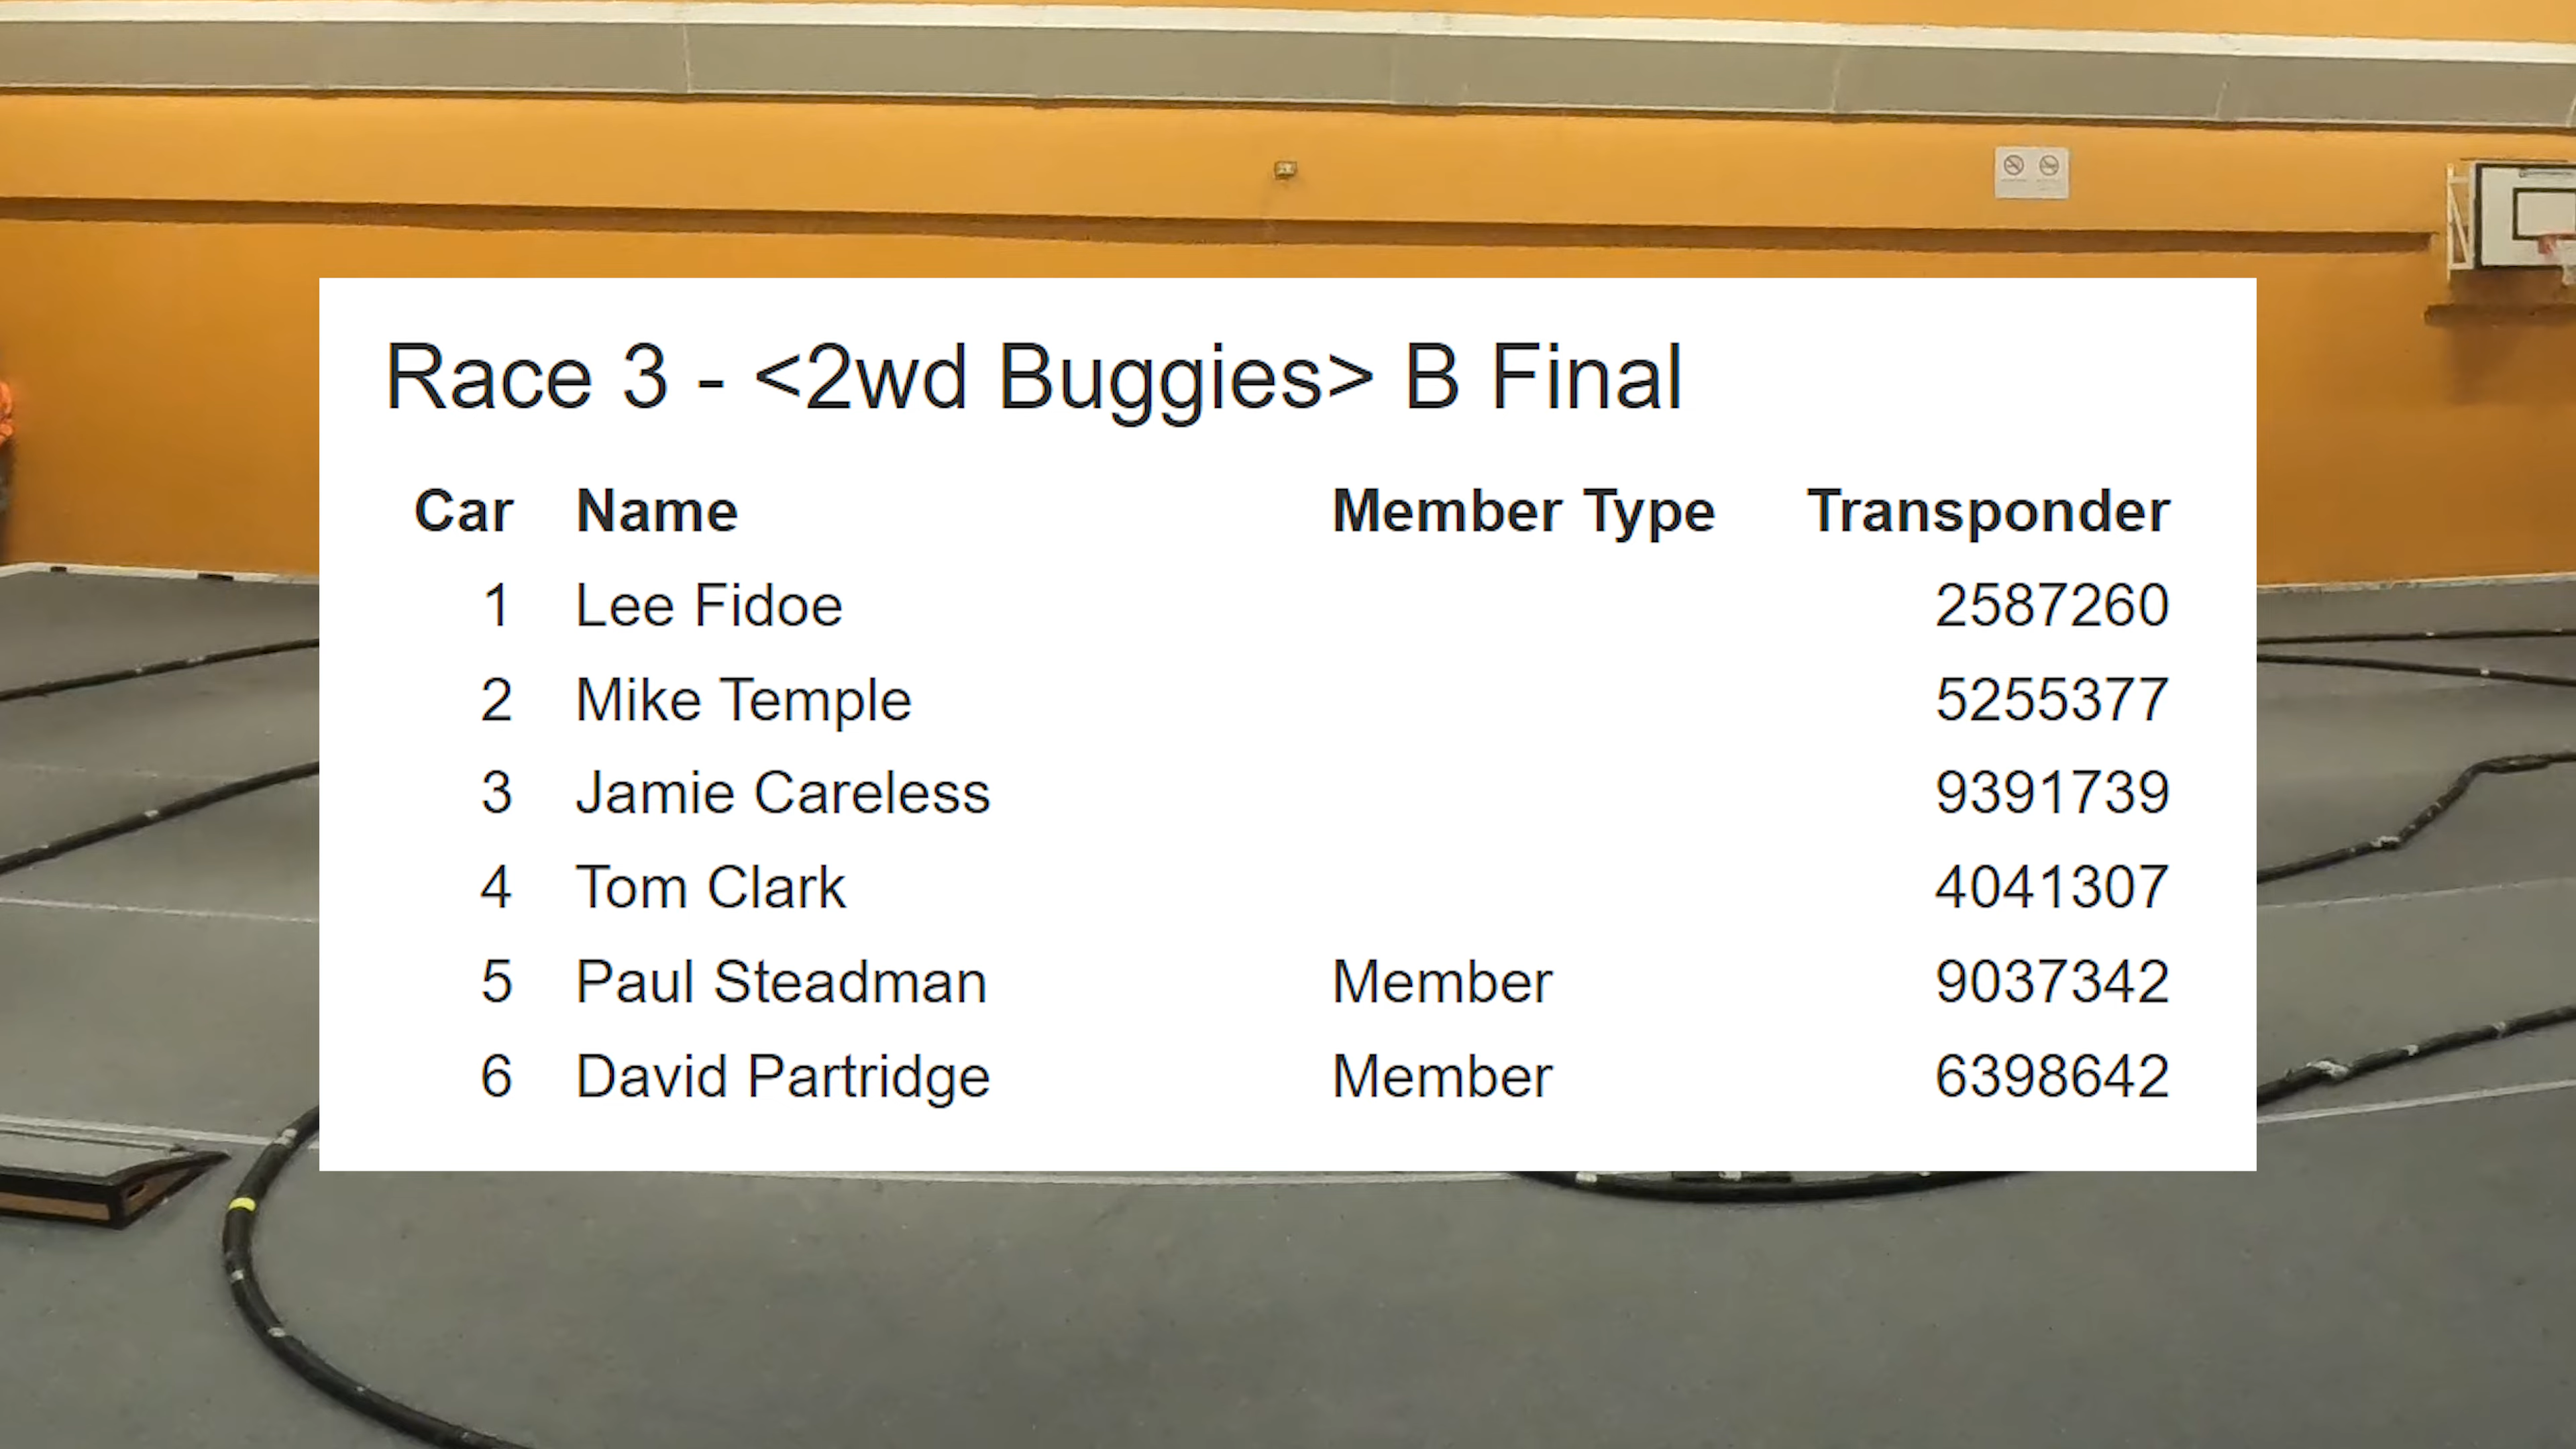 Race 3 - <2wd Buggies> B Final
Car Name Member Type Transponder
1 Lee Fidoe 2587260
2 Mike Temple 5255377
3 Jamie Careless 9391739
4 Tom Clark 4041307
5 Paul Steadman Member 9037342
6 David Partridge Member 6398642